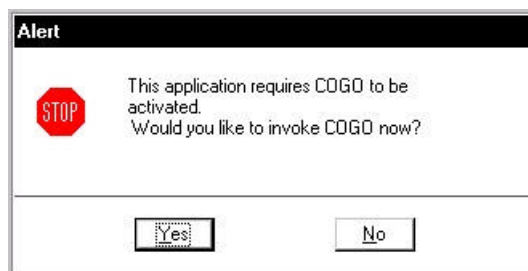 Alert
STOP
This application requires COGO to be
activated.
Would you like to invoke COGO now?
Yes
No